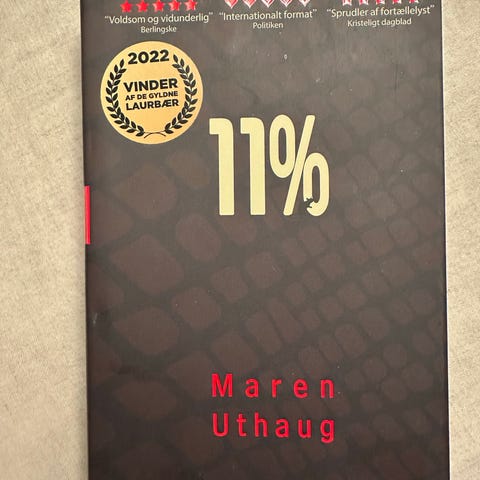 "Voldsom og vidunderlig"
Berlingske
"Internationalt format"
Politiken
"Sprudler af fortællelyst"
Kristeligt dagblad
2022
VINDER
AF DE GYLDNE
LAURBÆR
11%
Maren
Uthaug